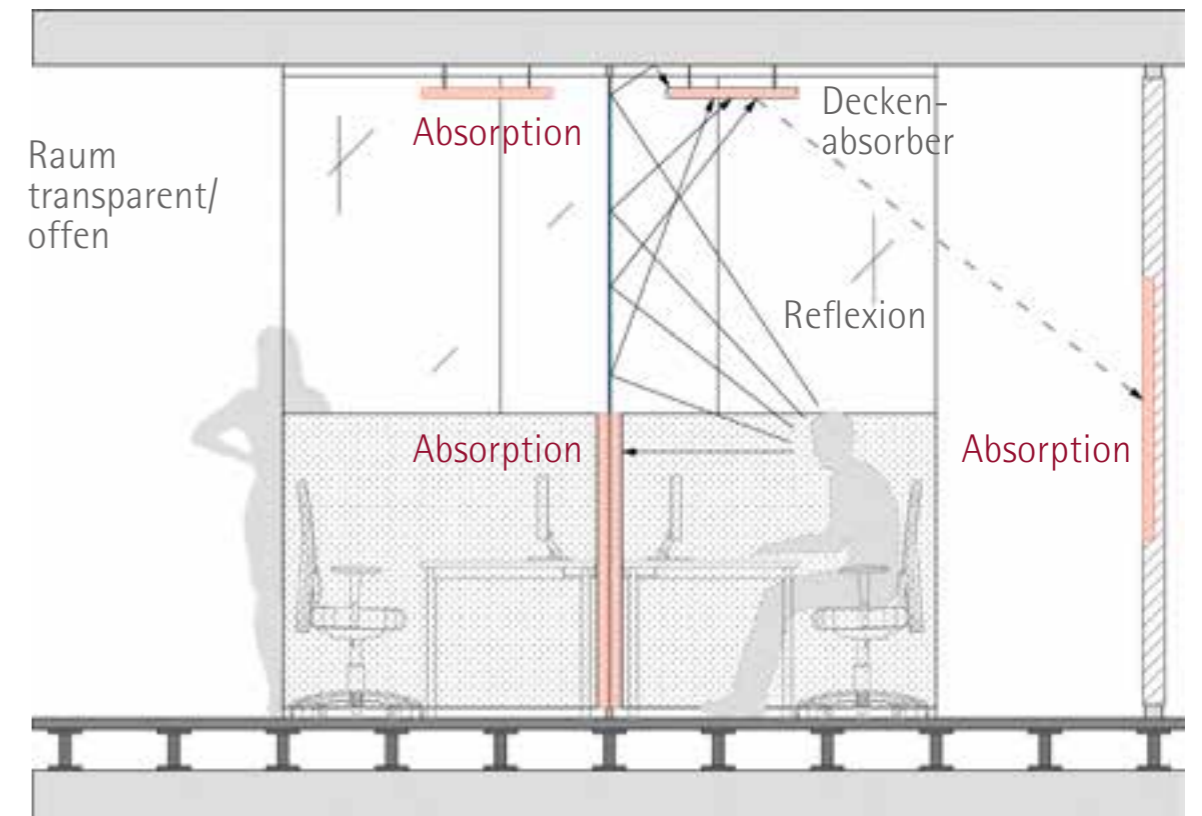 Absorption
Decken-
absorber
Raum
transparent/
offen
Reflexion
Absorption
Absorption